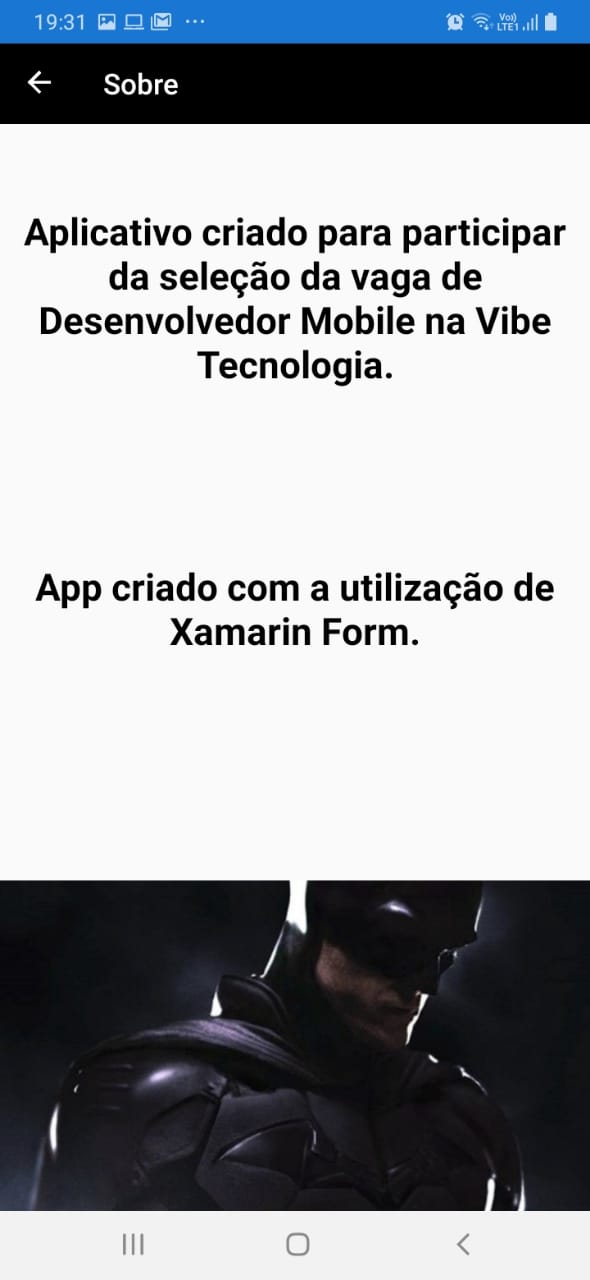 19:31
Vo))
LTE1
Sobre
Aplicativo criado para participar
da seleção da vaga de
Desenvolvedor Mobile na Vibe
Tecnologia.
App criado com a utilização de
Xamarin Form.